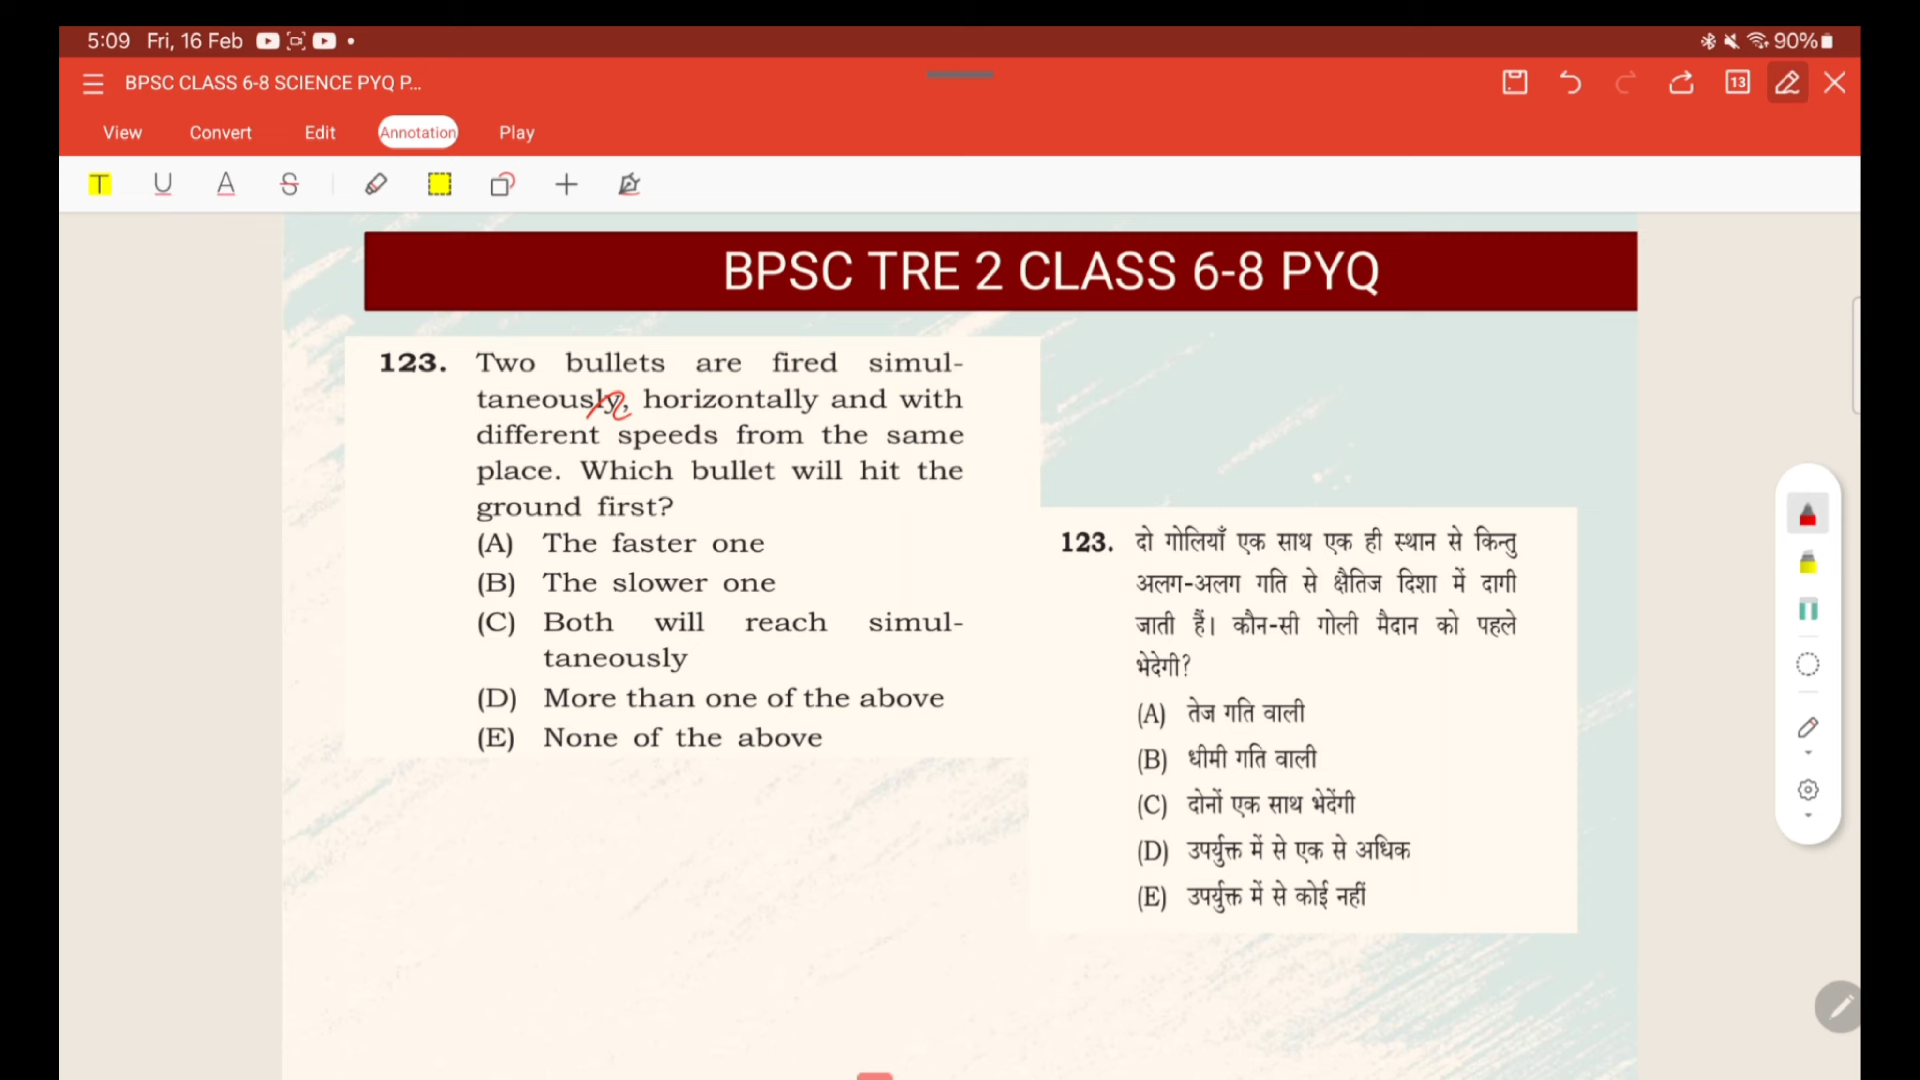 5:09 Fri, 16 Feb
90%
BPSC CLASS 6-8 SCIENCE PYQ P...
13
View Convert Edit Annotation Play
T U A S
BPSC TRE 2 CLASS 6-8 PYQ
123. Two bullets are fired simul-
taneously, horizontally and with
different speeds from the same
place. Which bullet will hit the
ground first?
(A) The faster one
(B) The slower one
(C) Both will reach simul-
taneously
(D) More than one of the above
(E) None of the above
123. दो गोलियाँ एक साथ एक ही स्थान से किन्तु
अलग-अलग गति से क्षैतिज दिशा में दागी
जाती हैं। कौन-सी गोली मैदान को पहले
भेदेगी?
(A) तेज गति वाली
(B) धीमी गति वाली
(C) दोनों एक साथ भेदेंगी
(D) उपर्युक्त में से एक से अधिक
(E) उपर्युक्त में से कोई नहीं